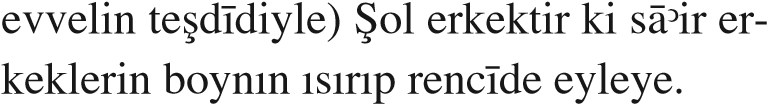 evvelin teşdīdiyle) Şol erkektir ki sāʾir er-
keklerin boynın ısırıp rencīde eyleye.